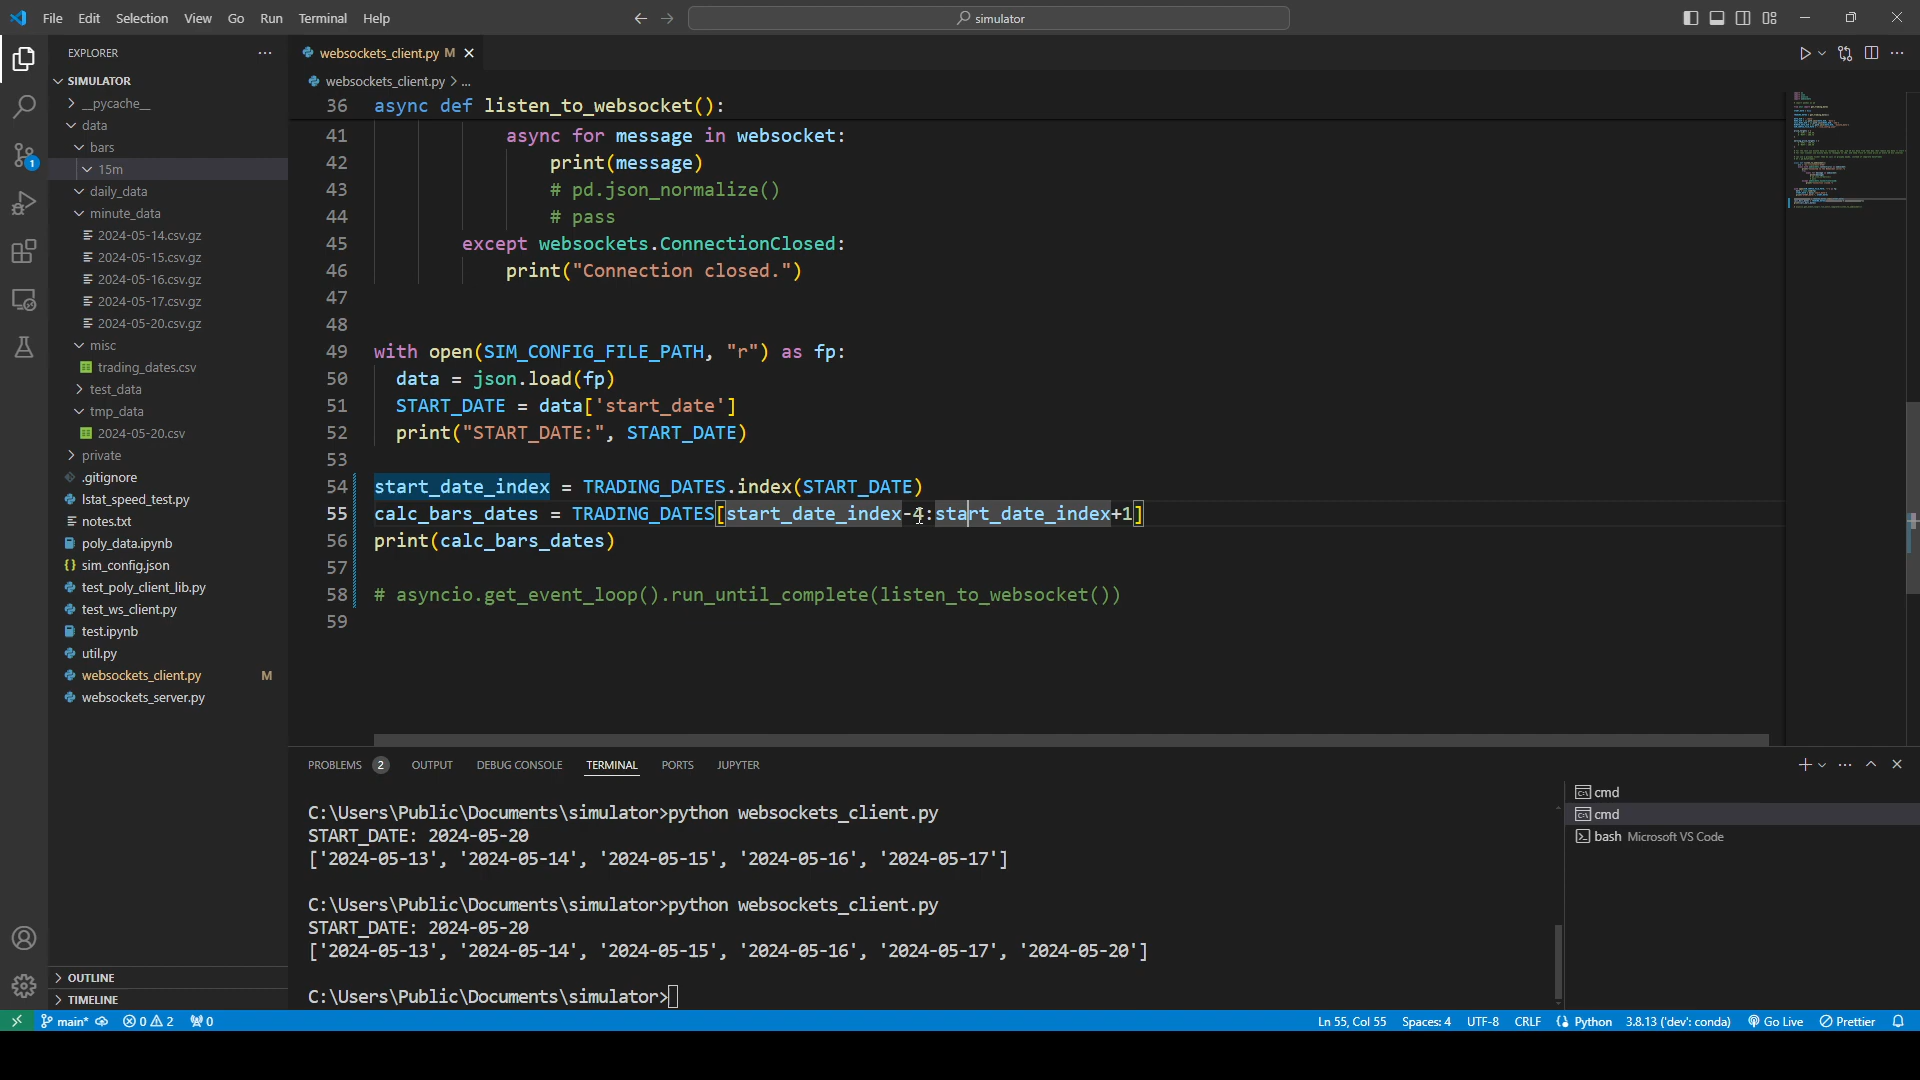 File Edit Selection View Go Run Terminal Help
simulator
EXPLORER
SIMULATOR
__pycache__
data
bars
15m
daily_data
minute_data
2024-05-14.csv.gz
2024-05-15.csv.gz
2024-05-16.csv.gz
2024-05-17.csv.gz
2024-05-20.csv.gz
misc
trading_dates.csv
test_data
tmp_data
2024-05-20.csv
private
.gitignore
lstat_speed_test.py
notes.txt
poly_data.ipynb
sim_config.json
test_poly_client_lib.py
test_ws_client.py
test.ipynb
util.py
websockets_client.py M
websockets_server.py
OUTLINE
TIMELINE
websockets_client.py M
websockets_client.py > ...
36 async def listen_to_websocket():
41 async for message in websocket:
42 print(message)
43 # pd.json_normalize()
44 # pass
45 except websockets.ConnectionClosed:
46 print("Connection closed.")
47
48
49 with open(SIM_CONFIG_FILE_PATH, "r") as fp:
50 data = json.load(fp)
51 START_DATE = data['start_date']
52 print("START_DATE:", START_DATE)
53
54 start_date_index = TRADING_DATES.index(START_DATE)
55 calc_bars_dates = TRADING_DATES[start_date_index-4:start_date_index+1]
56 print(calc_bars_dates)
57
58 # asyncio.get_event_loop().run_until_complete(listen_to_websocket())
59
PROBLEMS 2 OUTPUT DEBUG CONSOLE TERMINAL PORTS JUPYTER
C:\Users\Public\Documents\simulator>python websockets_client.py
START_DATE: 2024-05-20
['2024-05-13', '2024-05-14', '2024-05-15', '2024-05-16', '2024-05-17']
C:\Users\Public\Documents\simulator>python websockets_client.py
START_DATE: 2024-05-20
['2024-05-13', '2024-05-14', '2024-05-15', '2024-05-16', '2024-05-17', '2024-05-20']
C:\Users\Public\Documents\simulator>
cmd
cmd
bash Microsoft VS Code
1
main* 0 2 0
Ln 55, Col 55 Spaces: 4 UTF-8 CRLF Python 3.8.13 ('dev': conda) Go Live Prettier